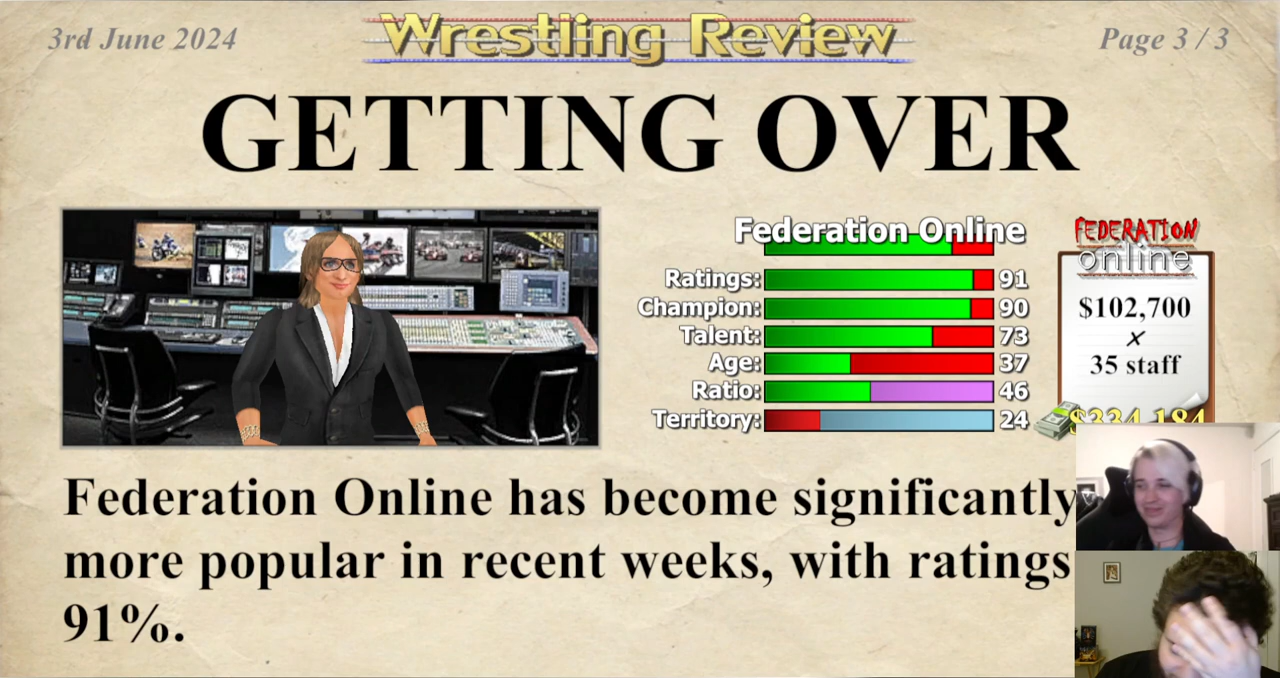 3rd June 2024
Wrestling Review
Page 3 / 3
GETTING OVER
Federation Online
Ratings: 91
Champion: 90
Talent: 73
Age: 37
Ratio: 46
Territory: 24
FEDERATION
online
$102,700
x
35 staff
$334,184
Federation Online has become significantly
more popular in recent weeks, with ratings
91%.